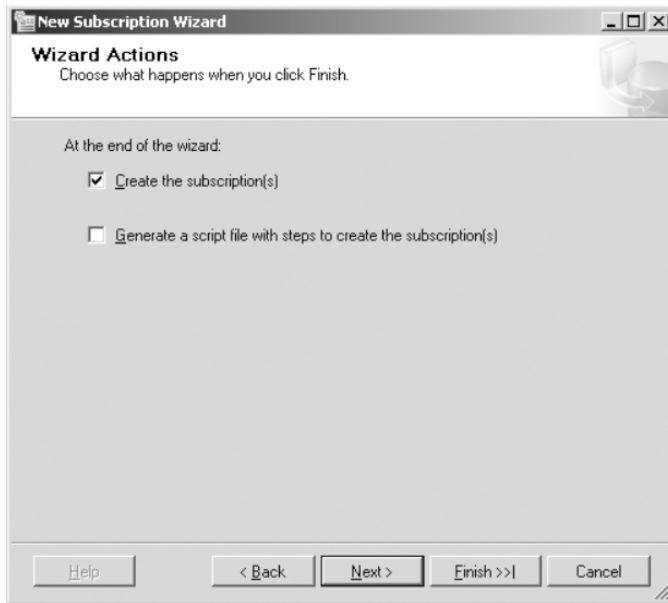 New Subscription Wizard
Wizard Actions
Choose what happens when you click Finish.
At the end of the wizard:
Create the subscription(s)
Generate a script file with steps to create the subscription(s)
Help
< Back
Next >
Finish >>|
Cancel